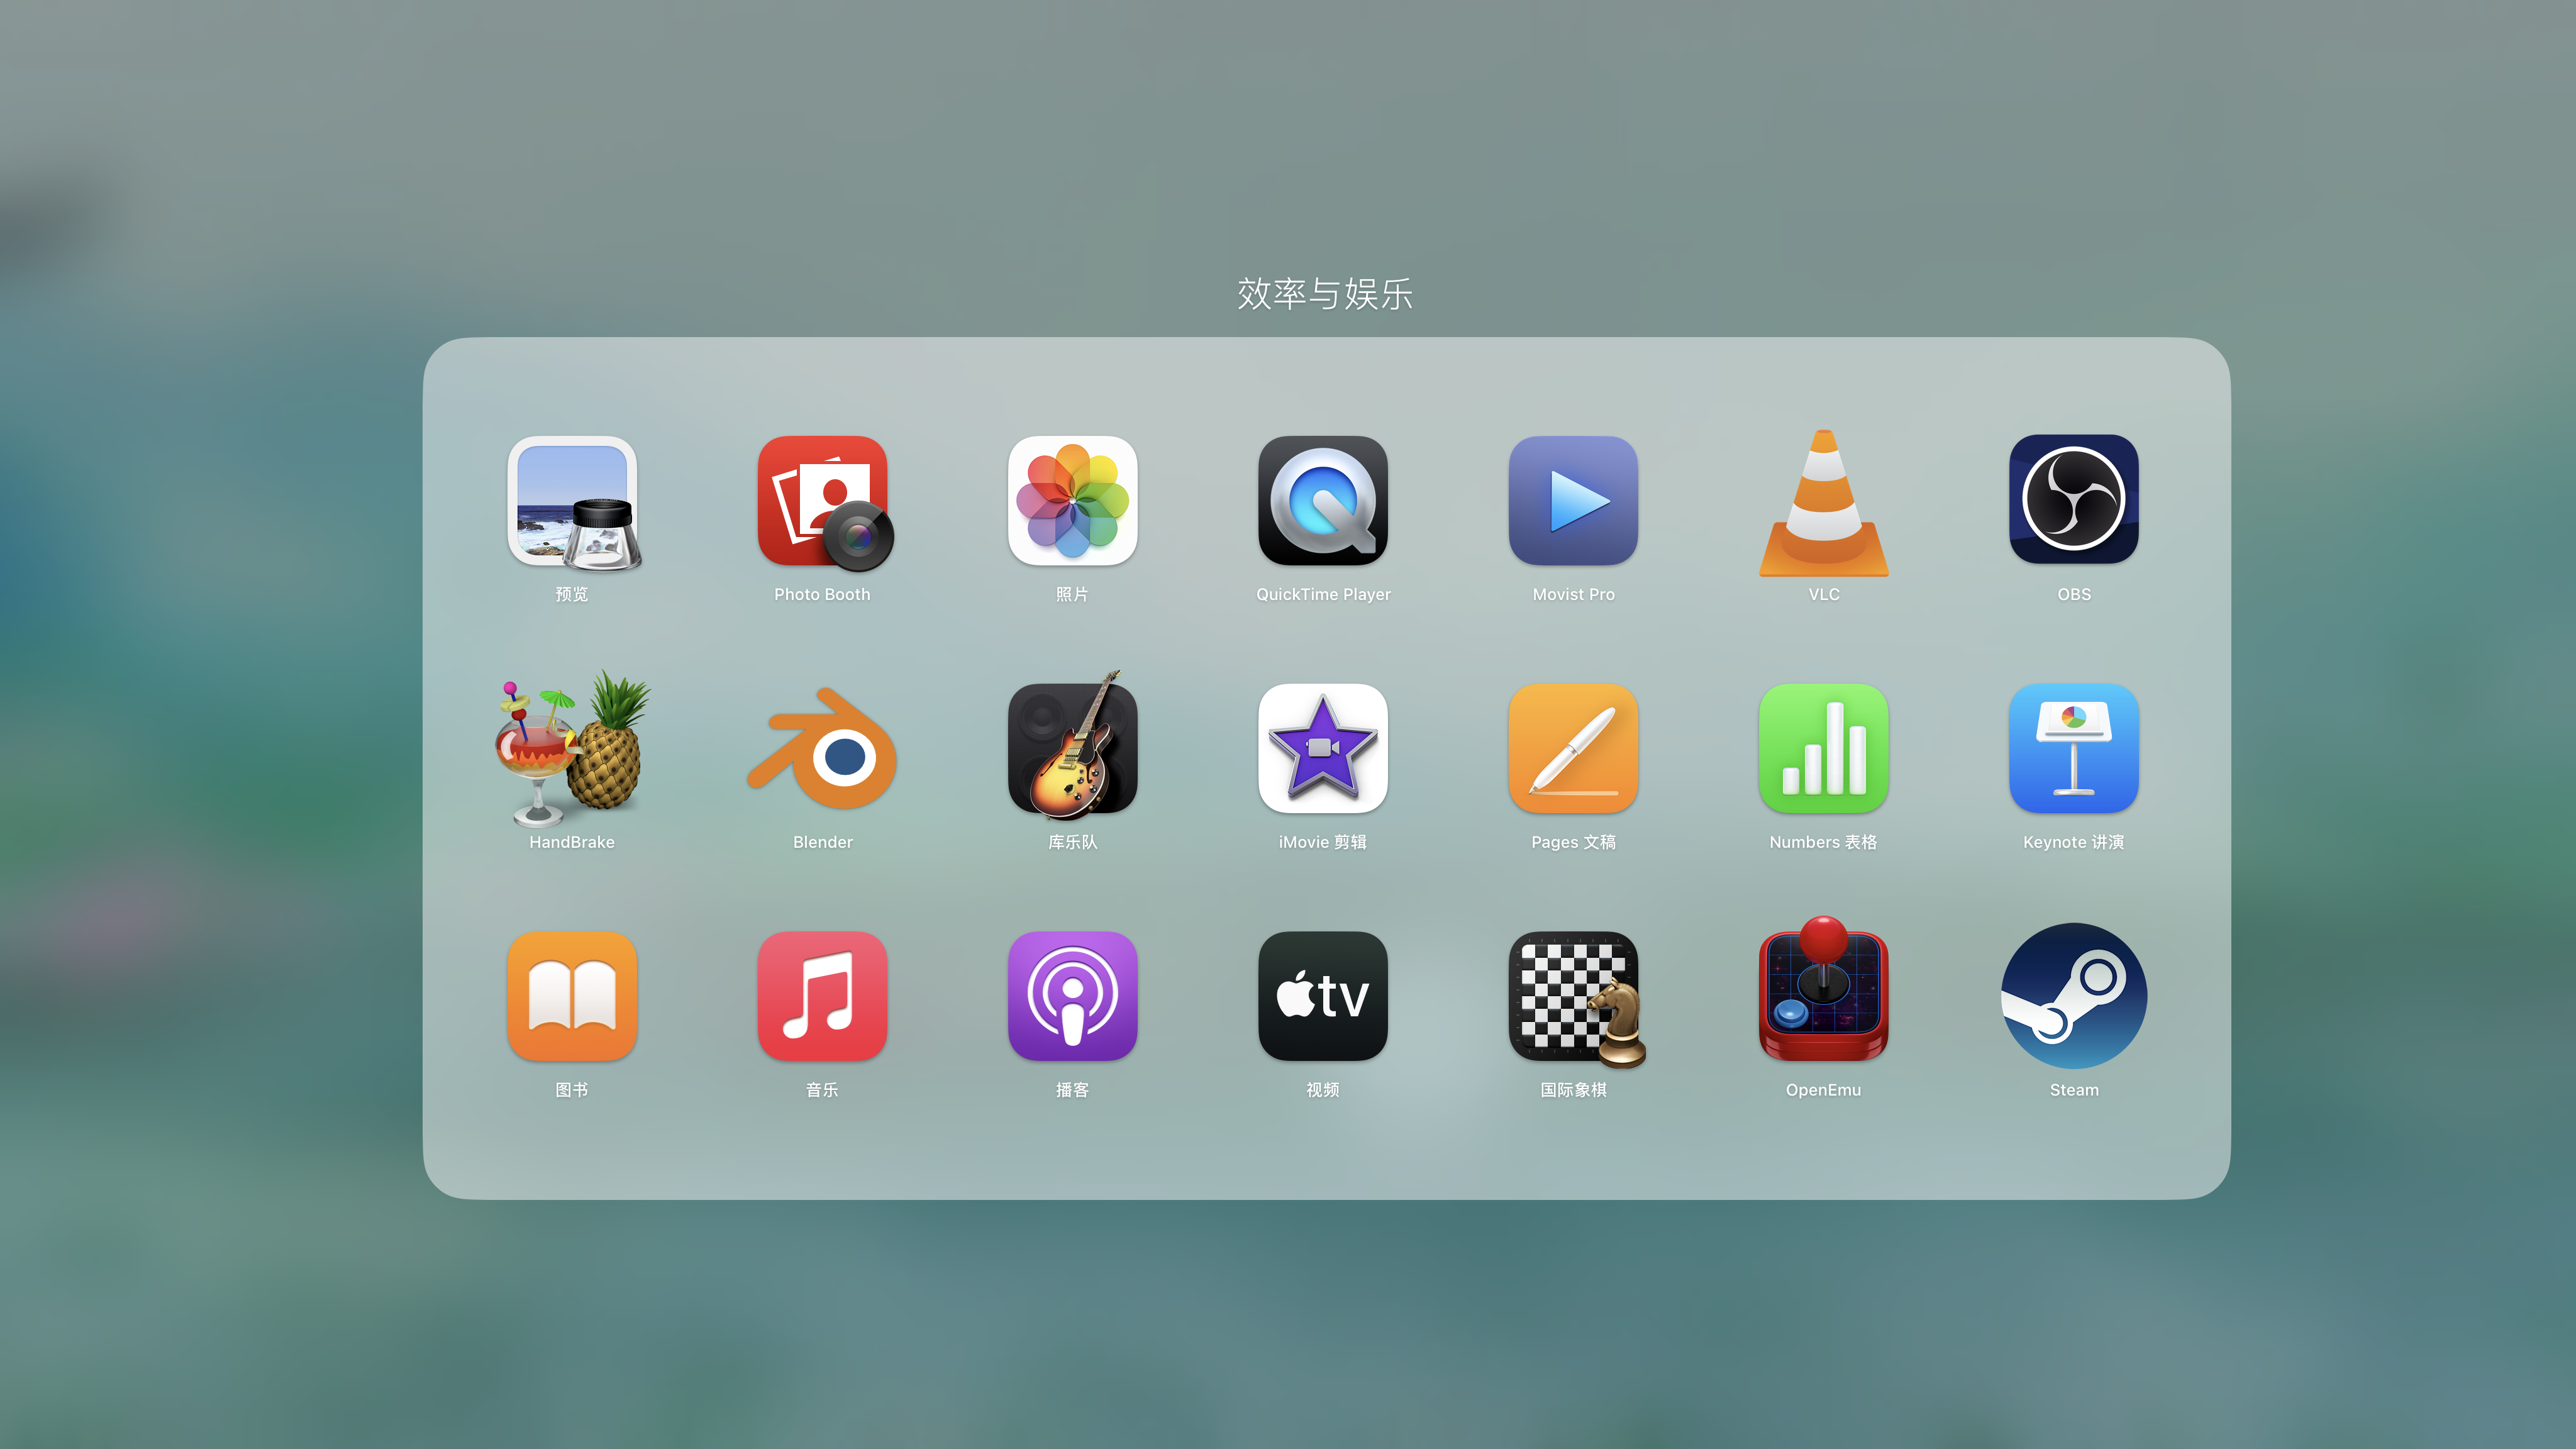 效率与娱乐
预览
Photo Booth
照片
QuickTime Player
Movist Pro
VLC
OBS
HandBrake
Blender
库乐队
iMovie 剪辑
Pages 文稿
Numbers 表格
Keynote 讲演
tv
图书
音乐
播客
视频
国际象棋
OpenEmu
Steam